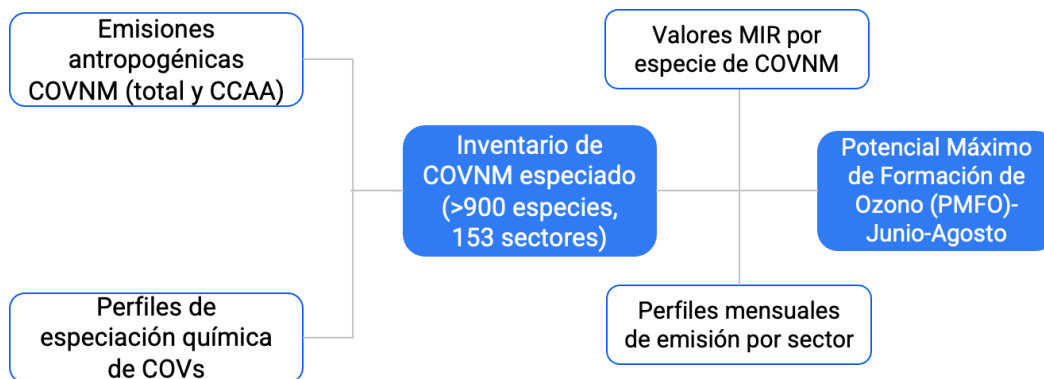 Emisiones
antropogénicas
COVNM (total y CCAA)
Valores MIR por
especie de COVNM
Inventario de
COVNM especiado
(>900 especies,
153 sectores)
Potencial Máximo
de Formación de
Ozono (PMFO)-
Junio-Agosto
Perfiles de
especiación química
de COVs
Perfiles mensuales
de emisión por sector